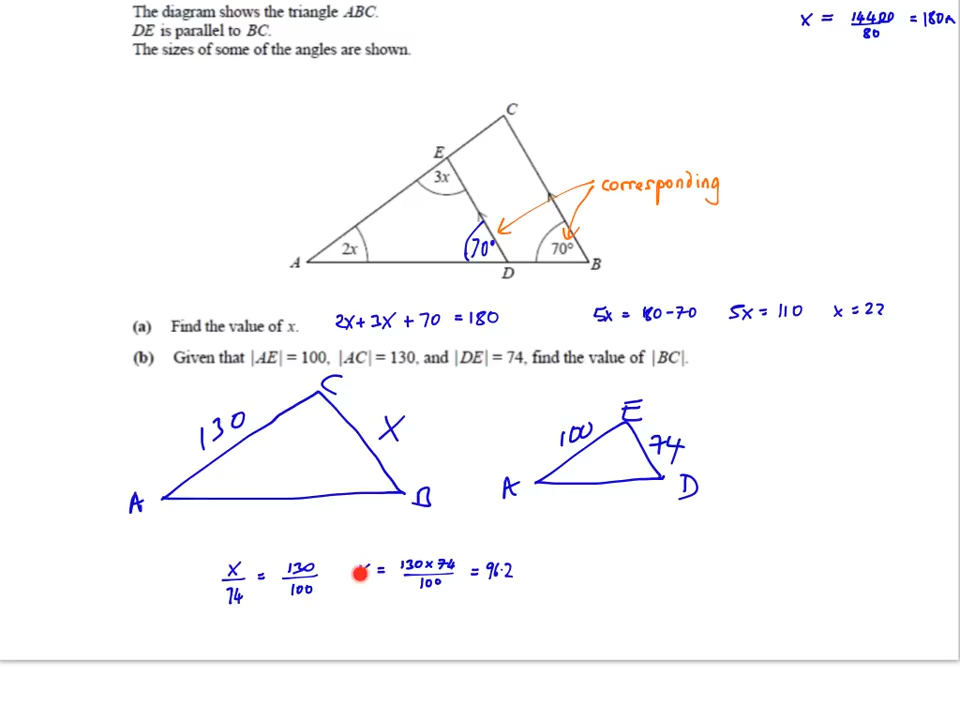 The diagram shows the triangle ABC.
x = 14400/80 = 180m
DE is parallel to BC.
The sizes of some of the angles are shown.
C
E
3x
corresponding
2x
70°
70°
A
B
D
(a) Find the value of x. 2x+3x+70 = 180 5x = 180-70 5x = 110 x = 22
(b) Given that |AE| = 100, |AC| = 130, and |DE| = 74, find the value of |BC|.
C
130
X
A
B
E
100
74
A
D
x/74 = 130/100 = 130x74/100 = 96.2